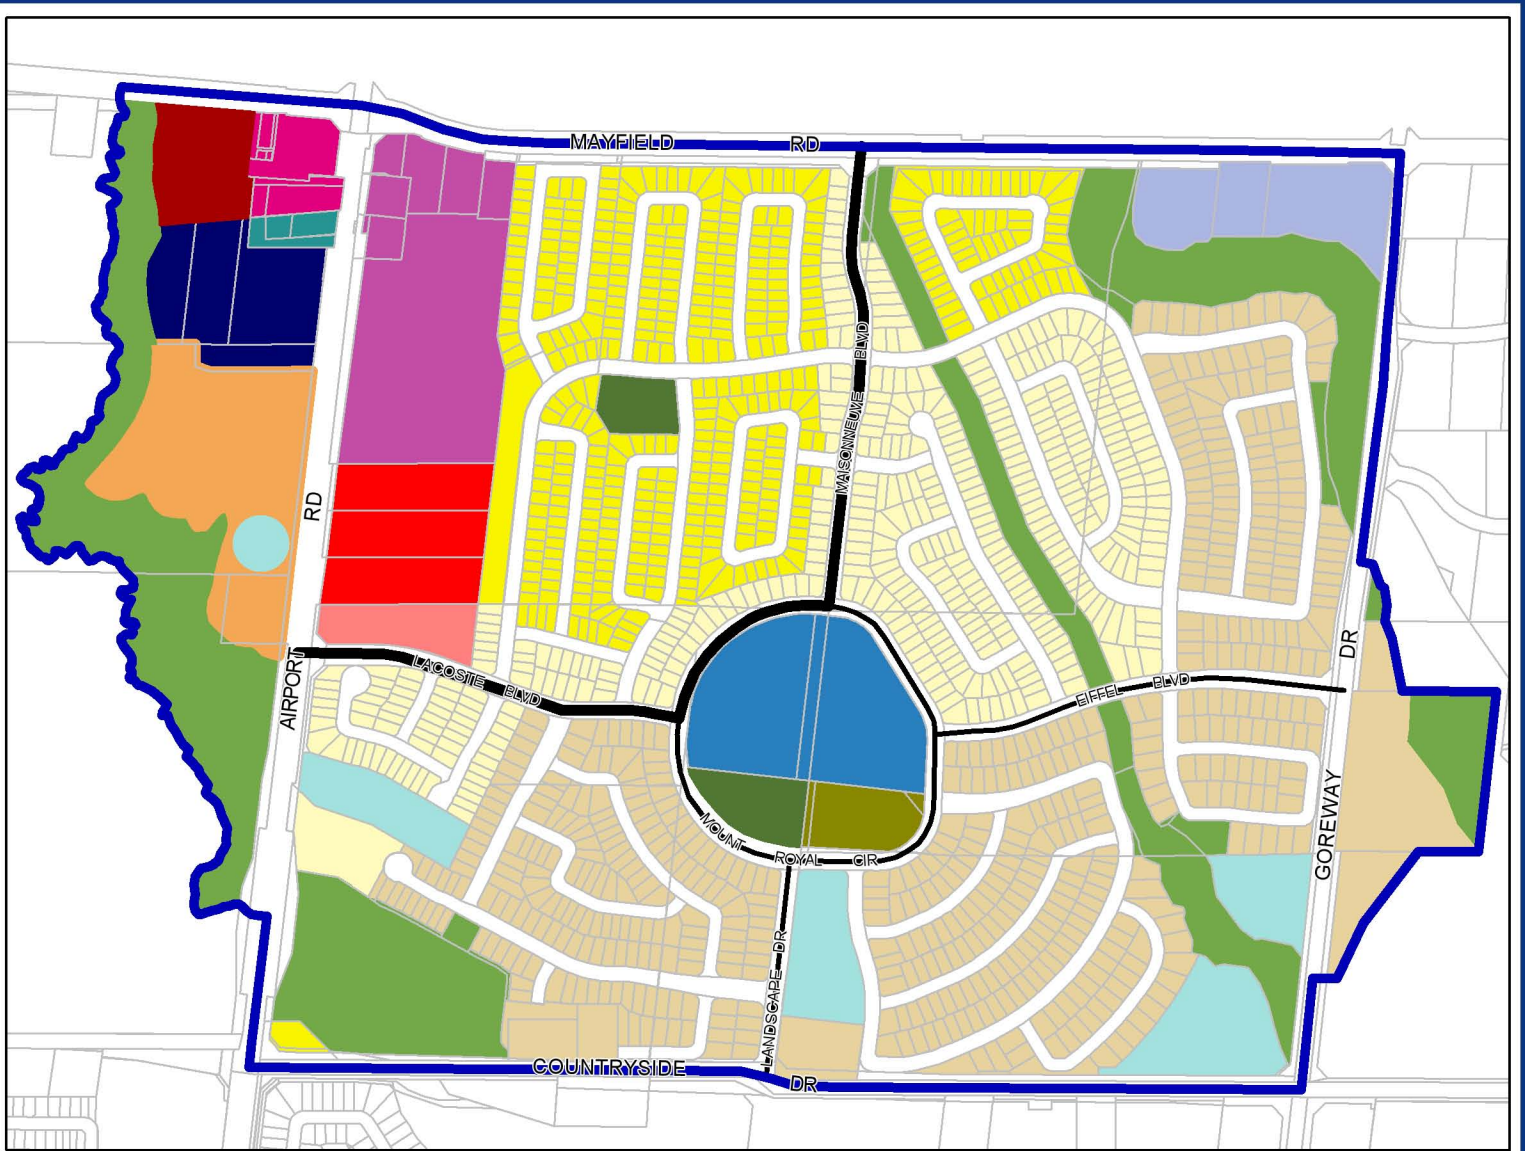 MAYFIELD RD
MAISONNEUVE BLVD
RD
AIRPORT
LACOSTE BLVD
EIFFEL BLVD
DR
GOREWAY
MOUNT ROYAL CIR
LANDSCAPE DR
COUNTRYSIDE DR